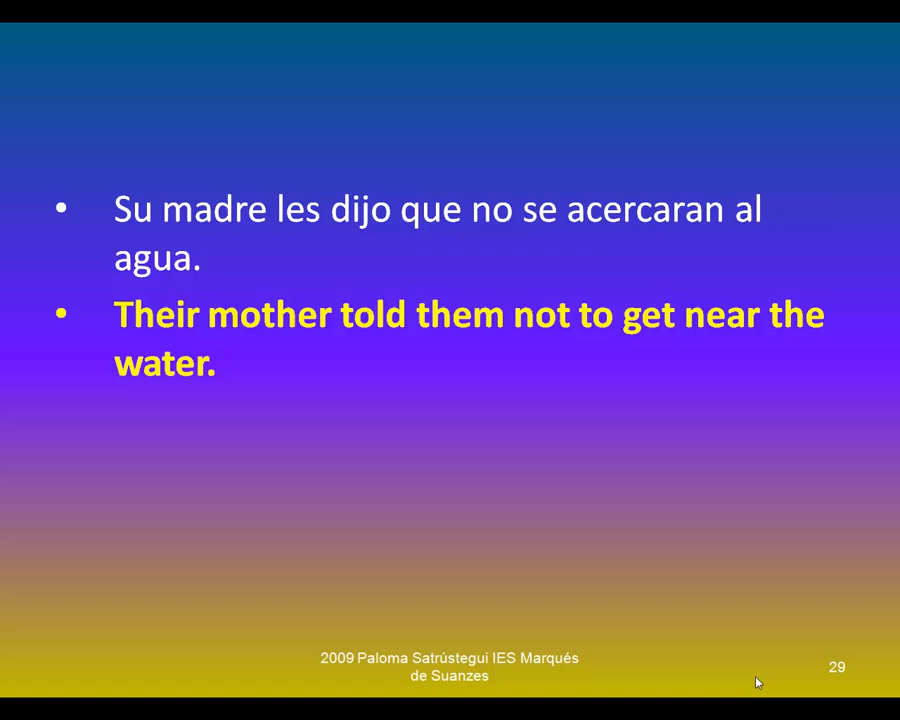 • Su madre les dijo que no se acercaran al
agua.
• Their mother told them not to get near the
water.
2009 Paloma Satrústegui IES Marqués
de Suanzes
29